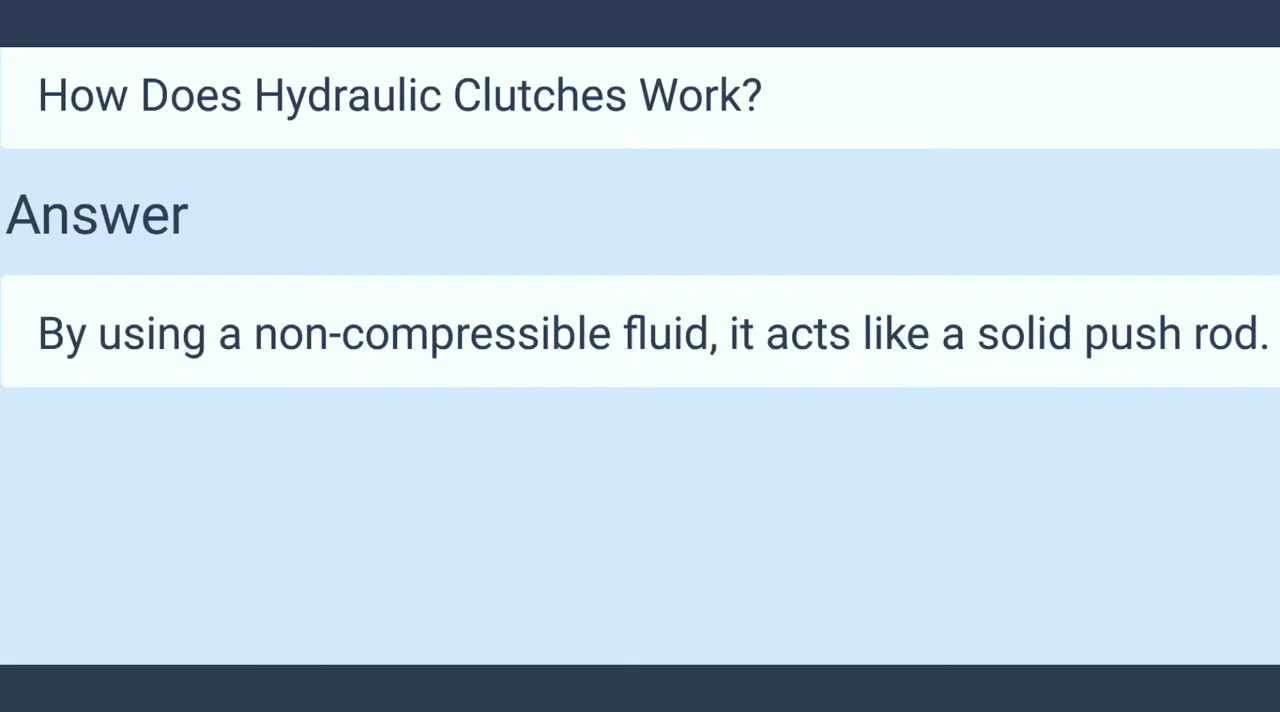 How Does Hydraulic Clutches Work?
Answer
By using a non-compressible fluid, it acts like a solid push rod.